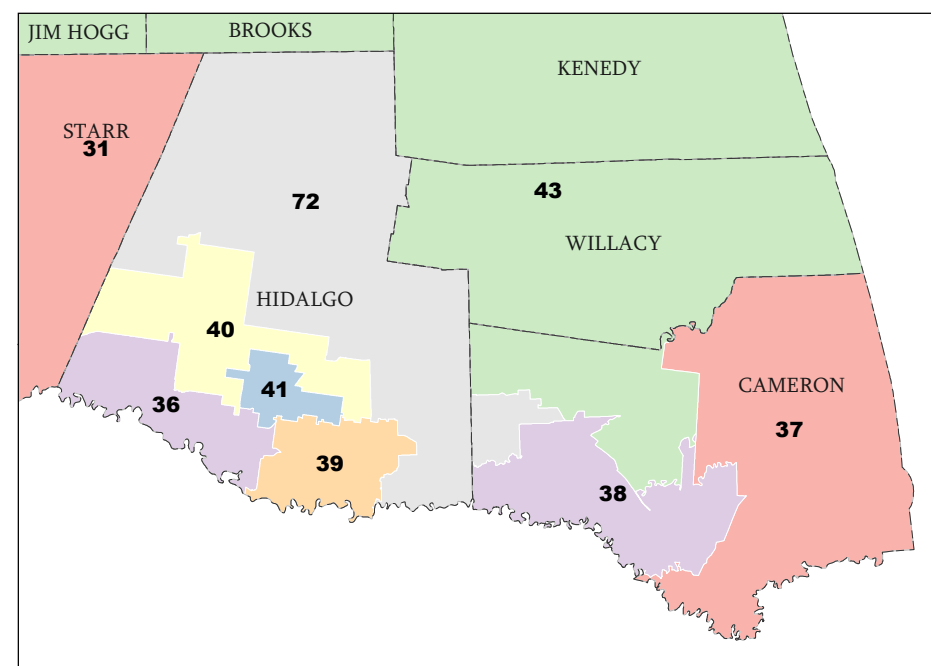 JIM HOGG
BROOKS
KENEDY
STARR
31
72
43
WILLACY
HIDALGO
40
41
CAMERON
36
37
39
38